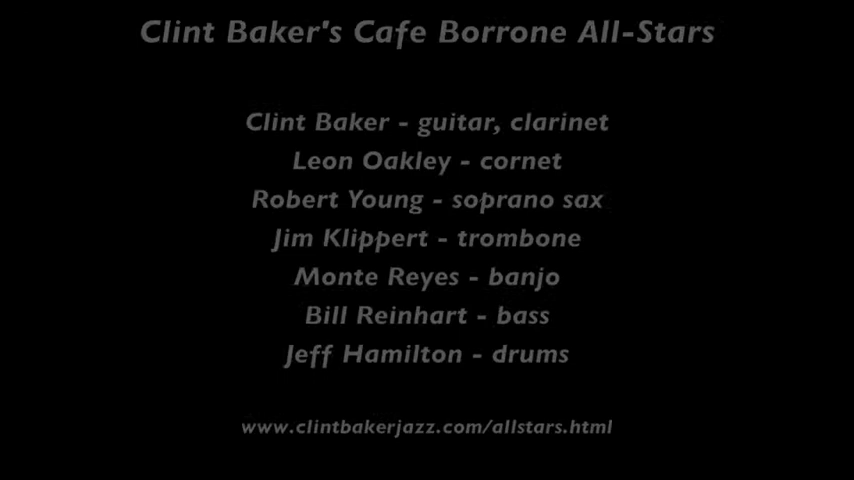 Clint Baker's Cafe Borrone All-Stars
Clint Baker - guitar, clarinet
Leon Oakley - cornet
Robert Young - soprano sax
Jim Klippert - trombone
Monte Reyes - banjo
Bill Reinhart - bass
Jeff Hamilton - drums
www.clintbakerjazz.com/allstars.html